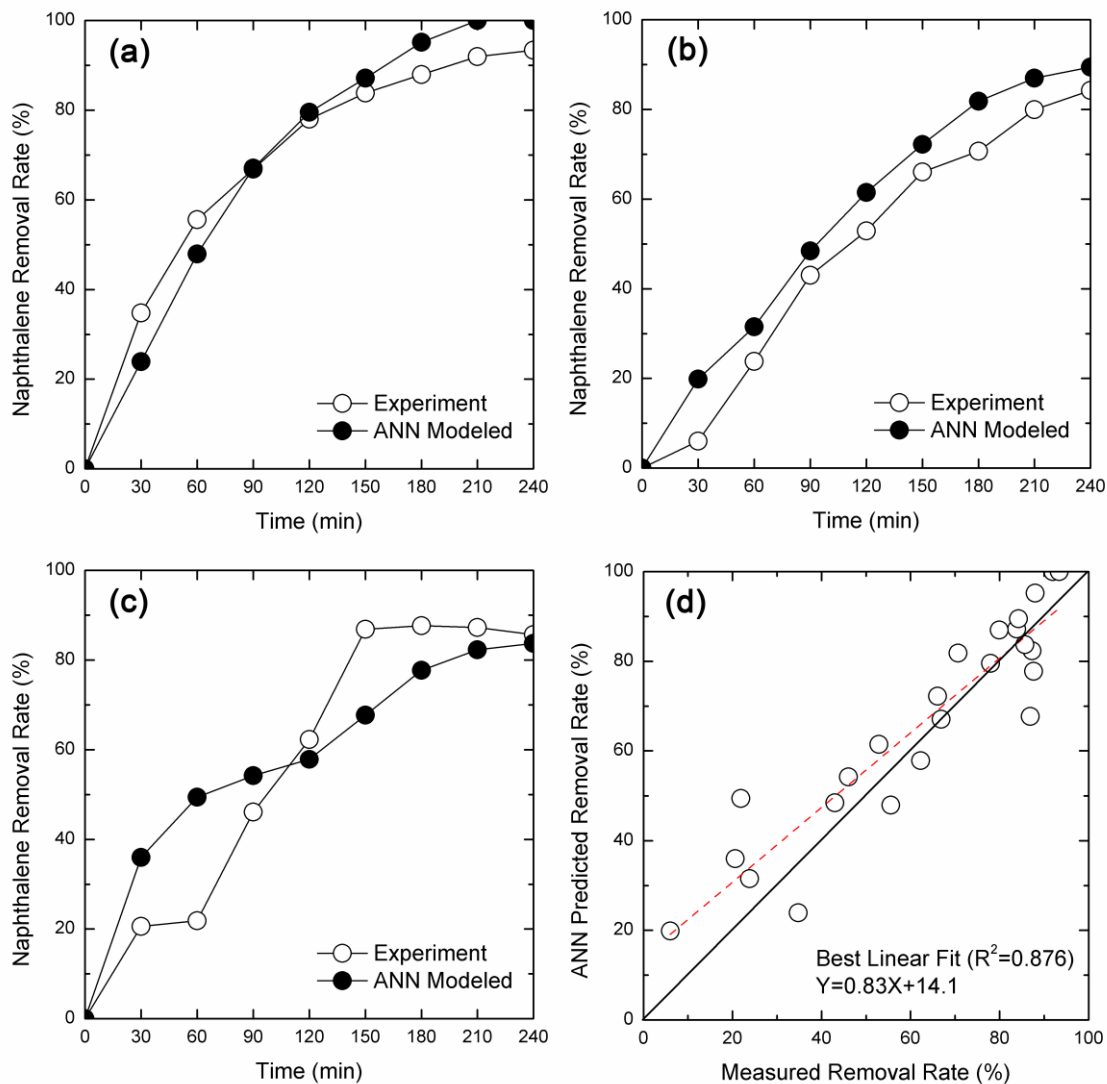 (a)
Naphthalene Removal Rate (%)
100
80
60
40
20
0
Experiment
ANN Modeled
0 30 60 90 120 150 180 210 240
Time (min)
(b)
Naphthalene Removal Rate (%)
100
80
60
40
20
0
Experiment
ANN Modeled
0 30 60 90 120 150 180 210 240
Time (min)
(c)
Naphthalene Removal Rate (%)
100
80
60
40
20
0
Experiment
ANN Modeled
0 30 60 90 120 150 180 210 240
Time (min)
(d)
ANN Predicted Removal Rate (%)
100
80
60
40
20
0
Best Linear Fit (R²=0.876)
Y=0.83X+14.1
0 20 40 60 80 100
Measured Removal Rate (%)